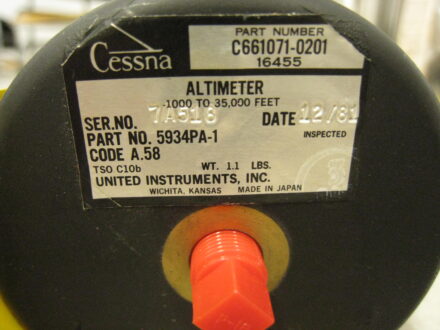 Cessna
PART NUMBER
C661071-0201
16455
ALTIMETER
-1000 TO 35,000 FEET
SER.NO. 7A518 DATE 12/81
PART NO. 5934PA-1 INSPECTED
CODE A.58
TSO C10b WT. 1.1 LBS.
UNITED INSTRUMENTS, INC.
WICHITA, KANSAS MADE IN JAPAN